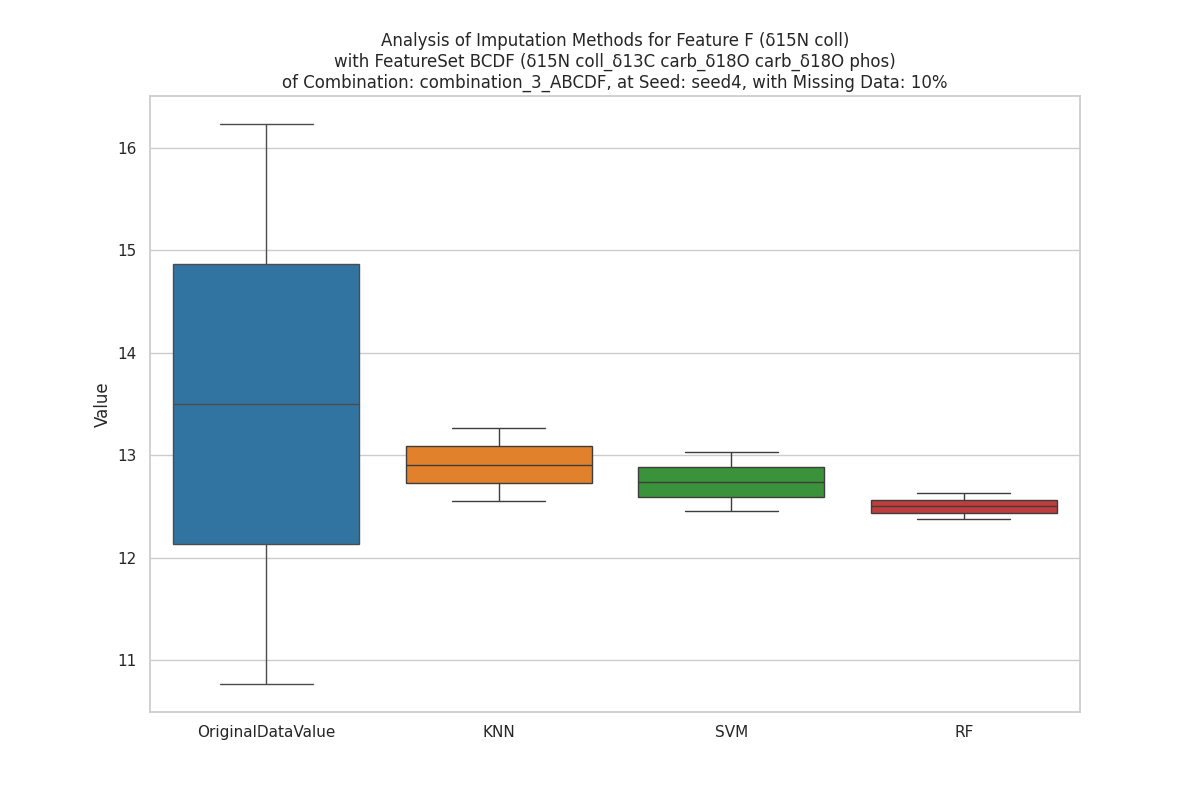 Analysis of Imputation Methods for Feature F (δ15N coll)
with FeatureSet BCDF (δ15N coll_δ13C carb_δ18O carb_δ18O phos)
of Combination: combination_3_ABCDF, at Seed: seed4, with Missing Data: 10%
16
15
14
13
12
11
Value
OriginalDataValue
KNN
SVM
RF